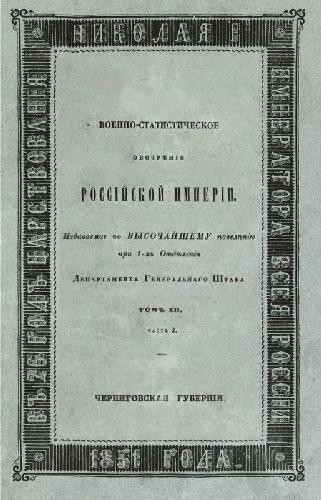 НИКОЛАЯ I
ИМПЕРАТОРА ВСЕЯ РОССІИ
ВЪ 26 ГОДЪ ЦАРСТВОВАНІЯ
1851 ГОДА.
ВОЕННО-СТАТИСТИЧЕСКОЕ
ОБОЗРѢНІЕ
РОССІЙСКОЙ ИМПЕРІИ.
Издаваемое по ВЫСОЧАЙШЕМУ повелѣнію
при 1-мъ Отдѣленіи
Департамента Генеральнаго Штаба
ТОМЪ XII,
ЧАСТЬ 2.
ЧЕРНИГОВСКАЯ ГУБЕРНІЯ.